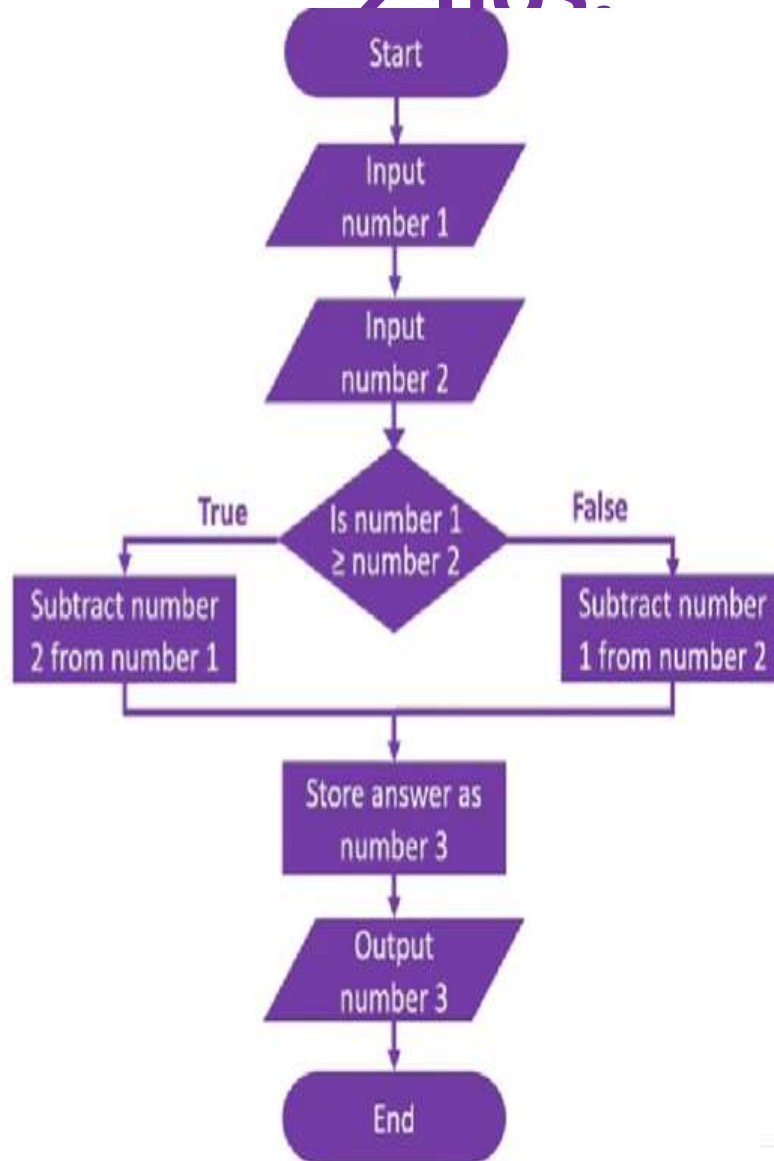 Start
Input
number 1
Input
number 2
Is number 1
≥ number 2
True
False
Subtract number
2 from number 1
Subtract number
1 from number 2
Store answer as
number 3
Output
number 3
End